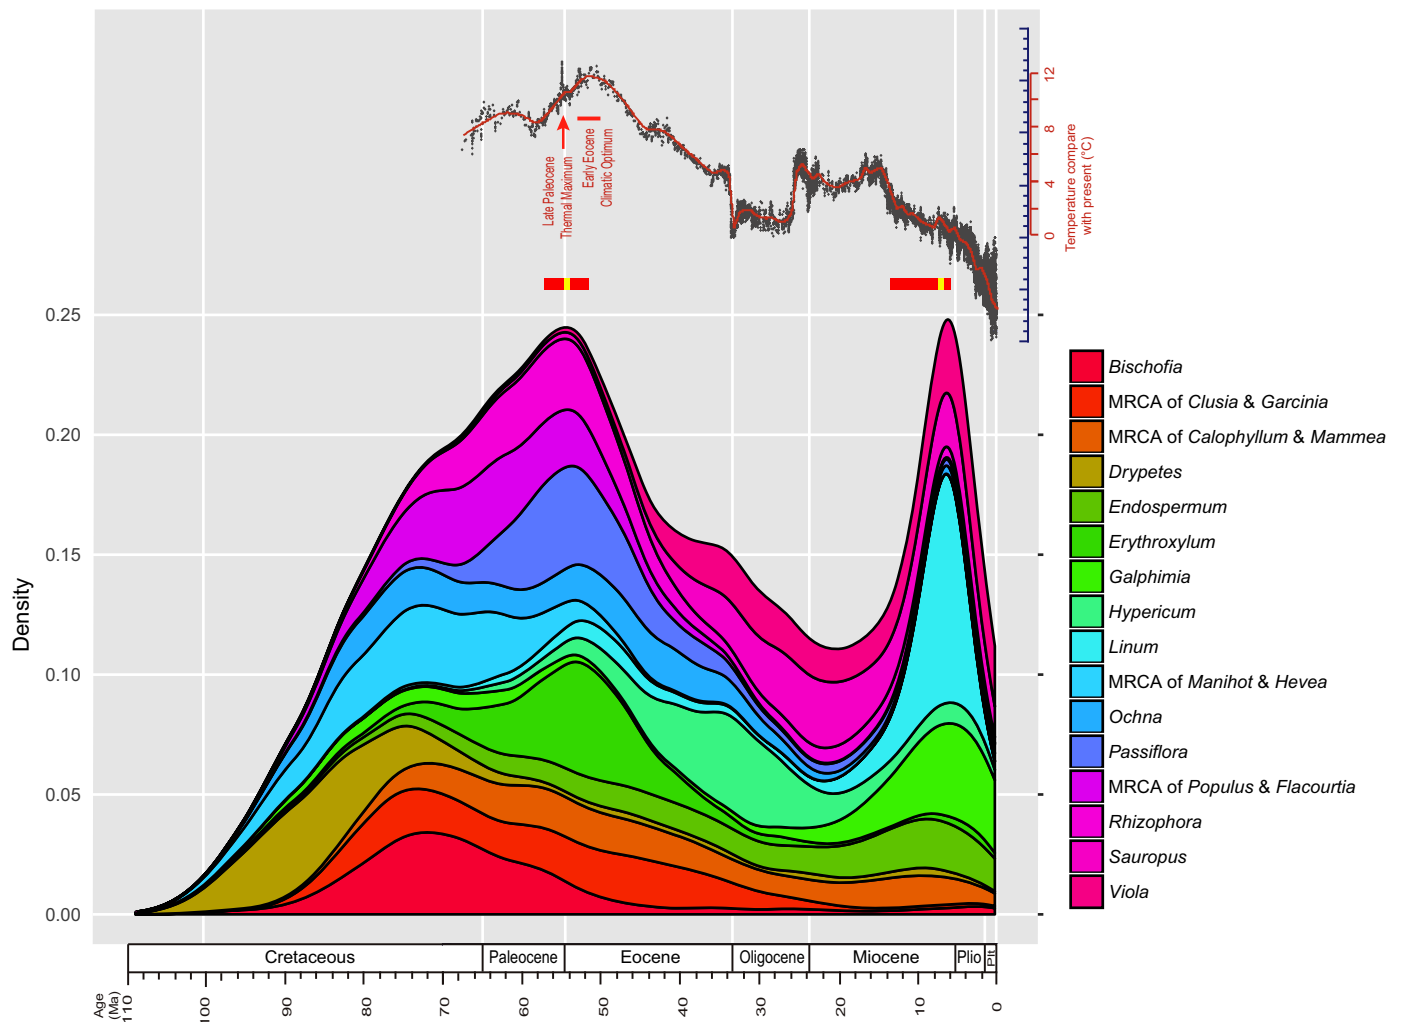 12
8
4
0
Temperature compare
with present (°C)
Late Paleocene
Thermal Maximum
Early Eocene
Climatic Optimum
0.25
0.20
0.15
0.10
0.05
0.00
Density
Bischofia
MRCA of Clusia & Garcinia
MRCA of Calophyllum & Mammea
Drypetes
Endospermum
Erythroxylum
Galphimia
Hypericum
Linum
MRCA of Manihot & Hevea
Ochna
Passiflora
MRCA of Populus & Flacourtia
Rhizophora
Sauropus
Viola
Cretaceous Paleocene Eocene Oligocene Miocene Plio Plt
Age
(Ma)
110 100 90 80 70 60 50 40 30 20 10 0